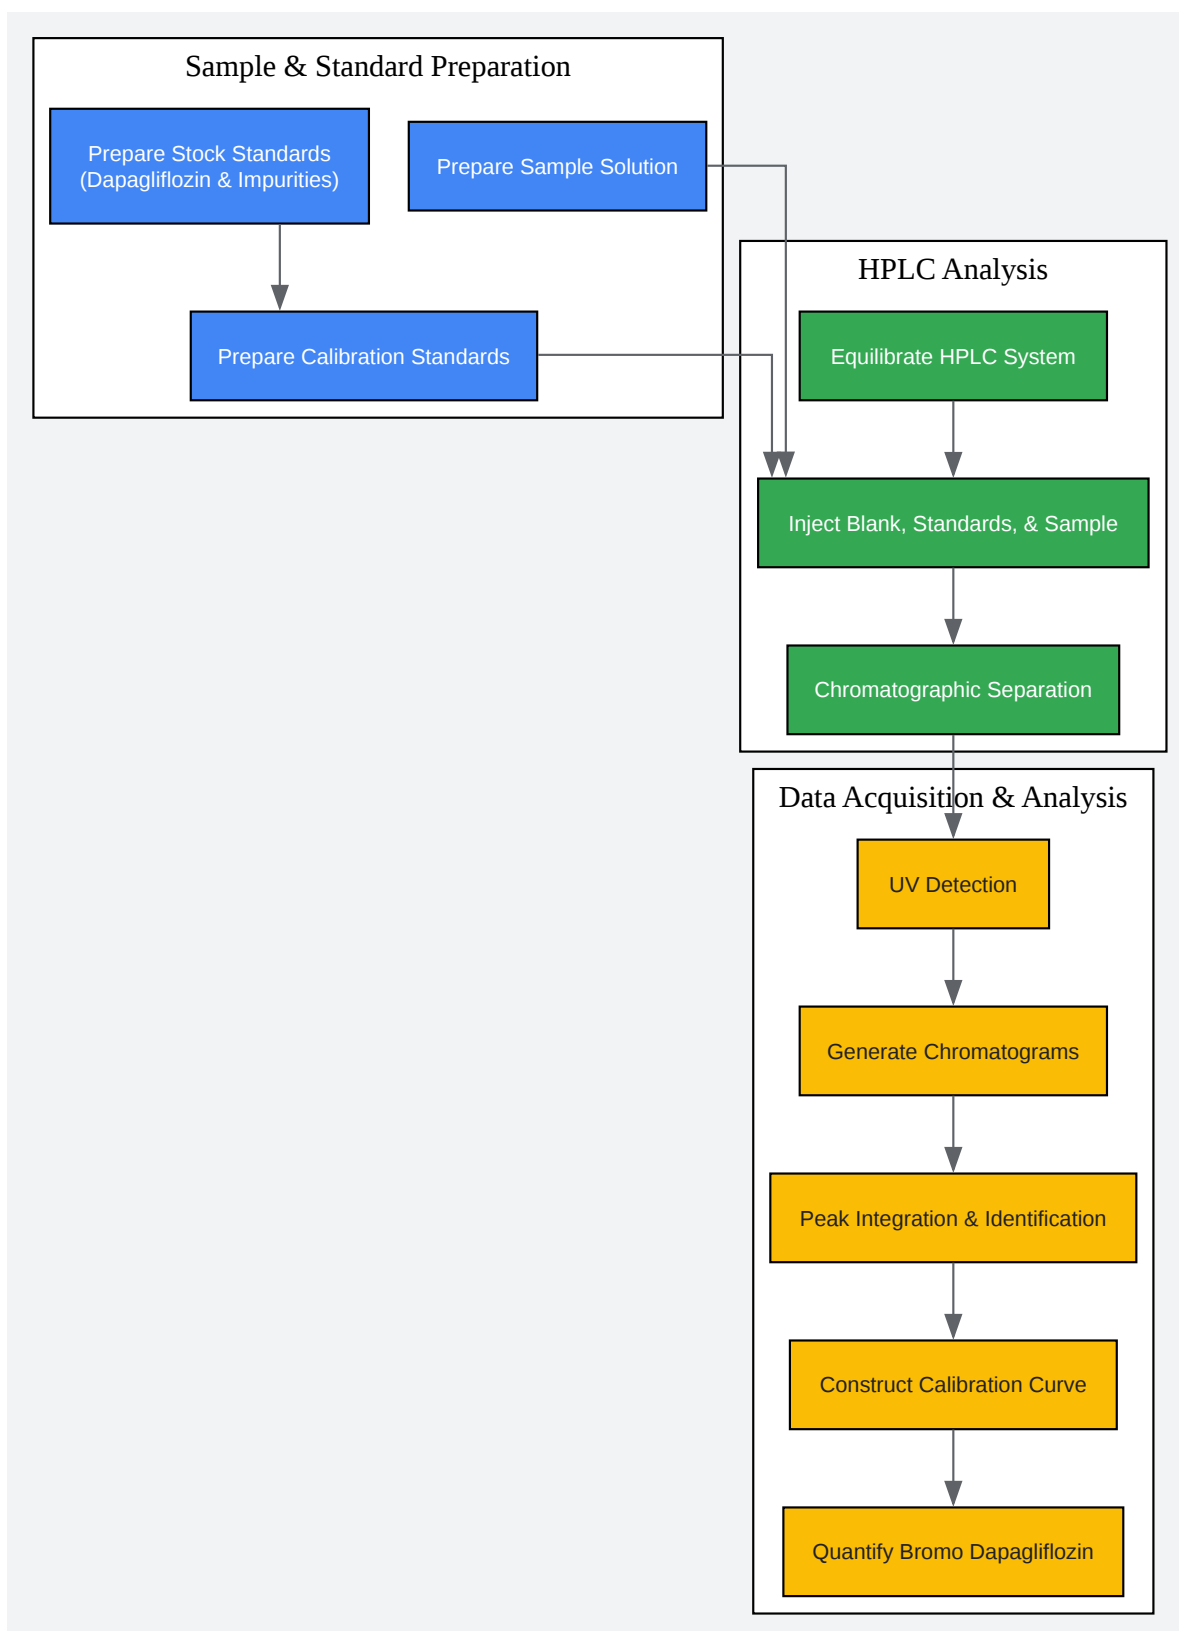 Sample & Standard Preparation
Prepare Stock Standards
(Dapagliflozin & Impurities)
Prepare Sample Solution
Prepare Calibration Standards
HPLC Analysis
Equilibrate HPLC System
Inject Blank, Standards, & Sample
Chromatographic Separation
Data Acquisition & Analysis
UV Detection
Generate Chromatograms
Peak Integration & Identification
Construct Calibration Curve
Quantify Bromo Dapagliflozin